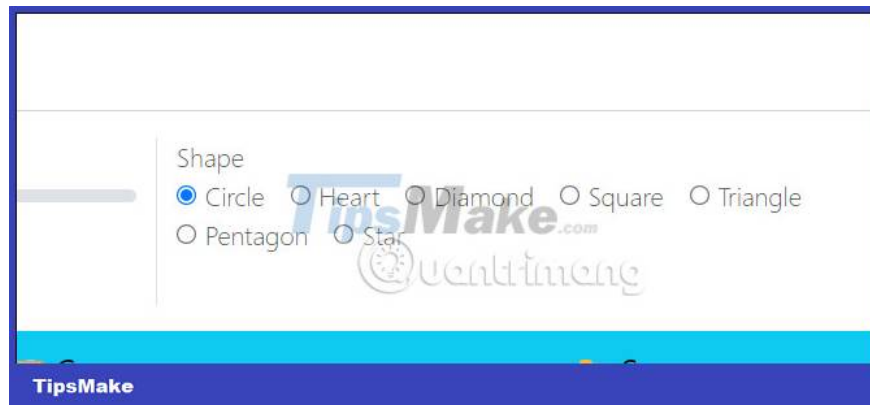 Shape
Circle Heart Diamond Square Triangle
Pentagon Star
TipsMake.com
Quantrimang
TipsMake